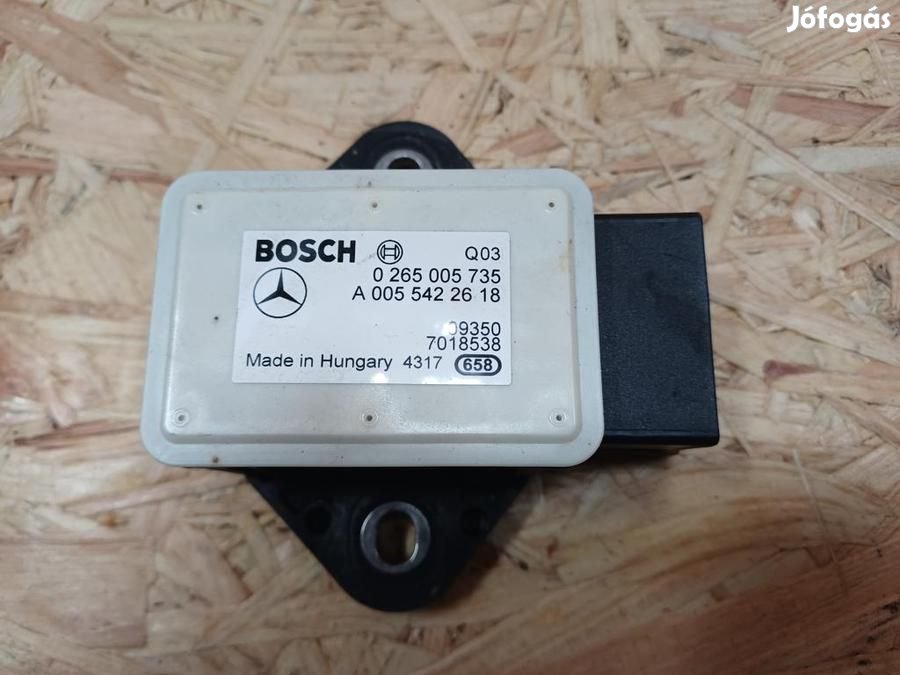 Jófogás
BOSCH Q03
0 265 005 735
A 005 542 26 18
09350
7018538
Made in Hungary 4317 658